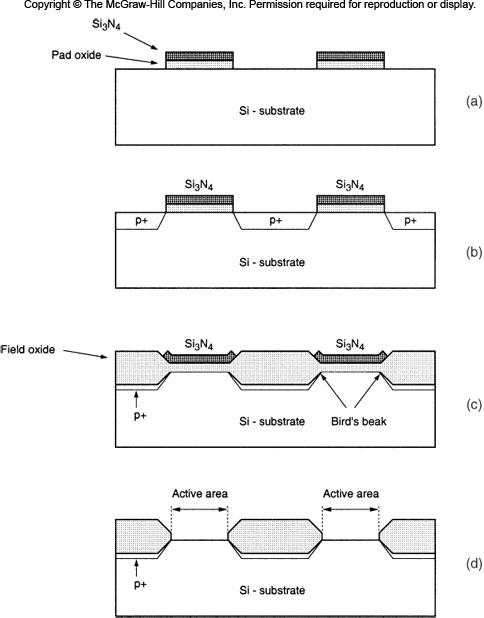 Copyright © The McGraw-Hill Companies, Inc. Permission required for reproduction or display.
Si3N4
Pad oxide
Si - substrate
(a)
Si3N4
Si3N4
p+
p+
p+
(b)
Si - substrate
Field oxide
Si3N4
Si3N4
(c)
p+
Si - substrate
Bird's beak
Active area
Active area
(d)
p+
Si - substrate